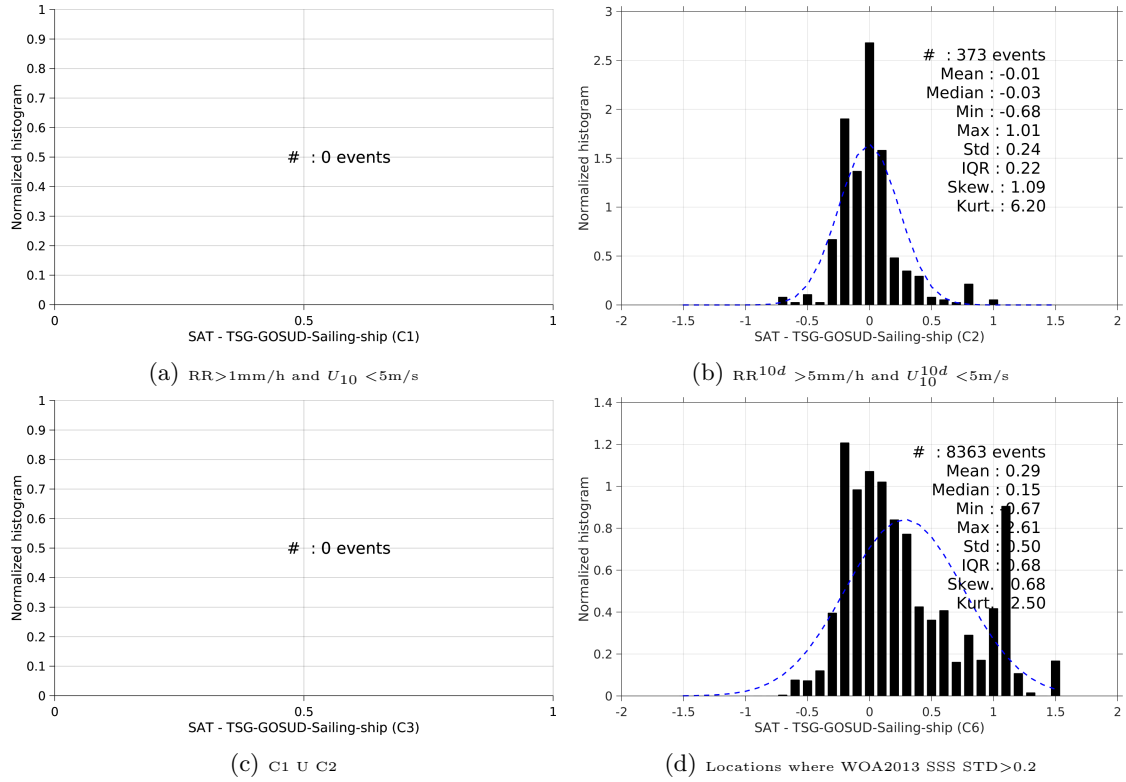 1
0.9
0.8
0.7
0.6
0.5
0.4
0.3
0.2
0.1
0
Normalized histogram
# : 0 events
0 0.5 1
SAT - TSG-GOSUD-Sailing-ship (C1)
(a) RR>1mm/h and U10 <5m/s
3
2.5
2
1.5
1
0.5
0
Normalized histogram
# : 373 events
Mean : -0.01
Median : -0.03
Min : -0.68
Max : 1.01
Std : 0.24
IQR : 0.22
Skew. : 1.09
Kurt. : 6.20
-2 -1.5 -1 -0.5 0 0.5 1 1.5 2
SAT - TSG-GOSUD-Sailing-ship (C2)
(b) RR10d >5mm/h and U10d10 <5m/s
1
0.9
0.8
0.7
0.6
0.5
0.4
0.3
0.2
0.1
0
Normalized histogram
# : 0 events
0 0.5 1
SAT - TSG-GOSUD-Sailing-ship (C3)
(c) C1 U C2
1.4
1.2
1
0.8
0.6
0.4
0.2
0
Normalized histogram
# : 8363 events
Mean : 0.29
Median : 0.15
Min : -0.67
Max : 2.61
Std : 0.50
IQR : 0.68
Skew. : 0.68
Kurt. : 2.50
-2 -1.5 -1 -0.5 0 0.5 1 1.5 2
SAT - TSG-GOSUD-Sailing-ship (C6)
(d) Locations where WOA2013 SSS STD>0.2